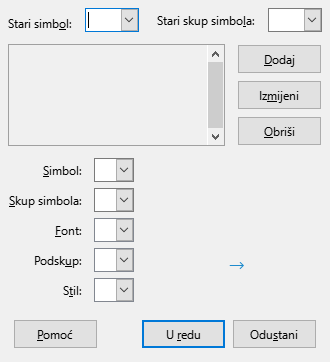 Stari simbol: Stari skup simbola:
Dodaj
Izmijeni
Obriši
Simbol:
Skup simbola:
Font:
Podskup: →
Stil:
Pomoć U redu Odustani